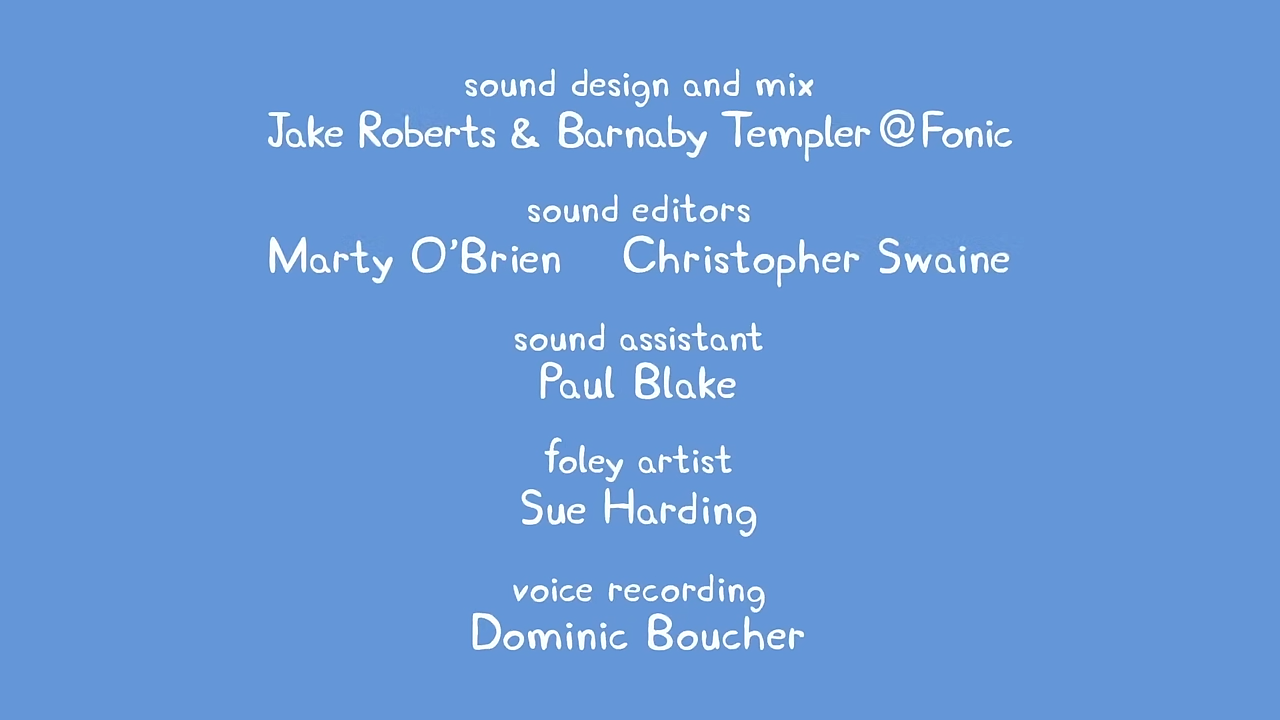 sound design and mix
Jake Roberts & Barnaby Templer @ Fonic
sound editors
Marty O'Brien Christopher Swaine
sound assistant
Paul Blake
foley artist
Sue Harding
voice recording
Dominic Boucher